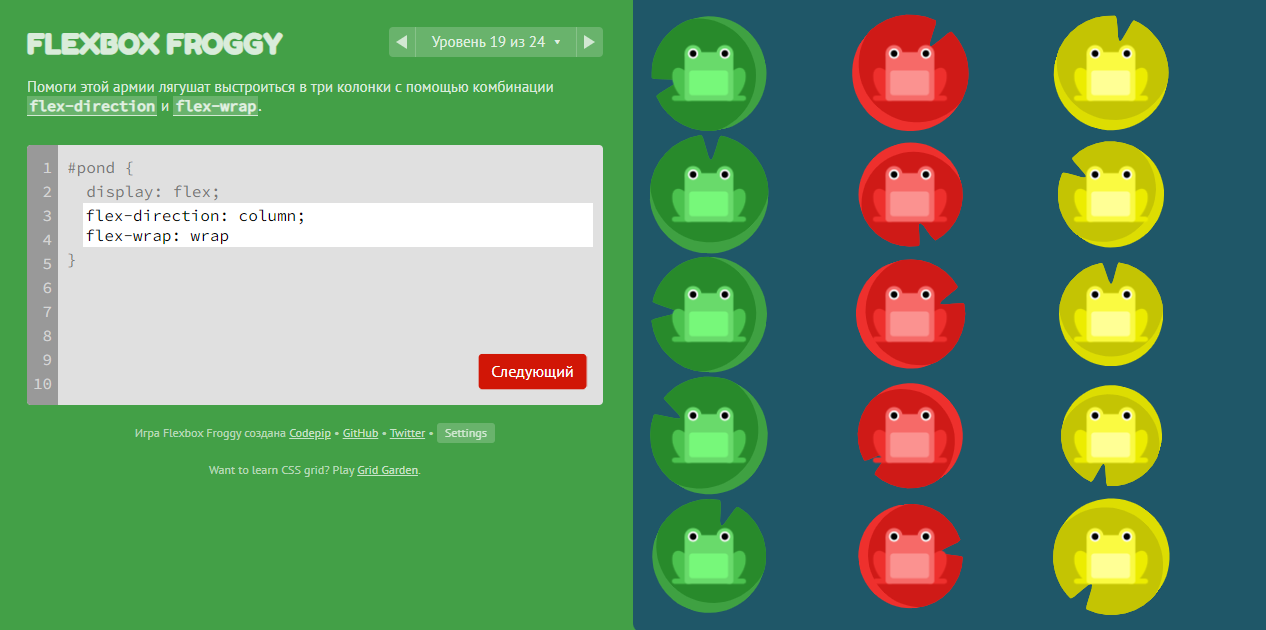 FLEXBOX FROGGY
Уровень 19 из 24
Помоги этой армии лягушат выстроиться в три колонки с помощью комбинации
flex-direction и flex-wrap.
1 #pond {
2 display: flex;
3 flex-direction: column;
4 flex-wrap: wrap
5 }
6
7
8
9
10
Следующий
Игра Flexbox Froggy создана Codepip • GitHub • Twitter • Settings
Want to learn CSS grid? Play Grid Garden.